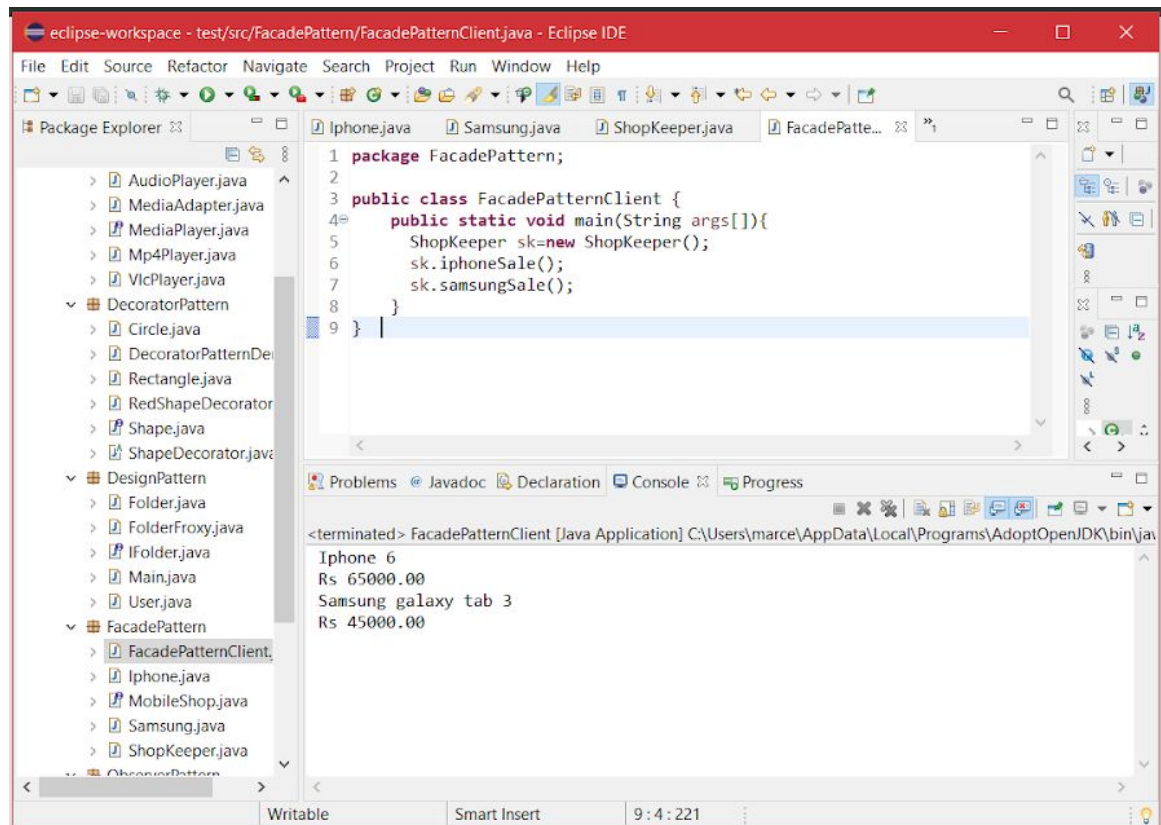 eclipse-workspace - test/src/FacadePattern/FacadePatternClient.java - Eclipse IDE
File Edit Source Refactor Navigate Search Project Run Window Help
Package Explorer
AudioPlayer.java
MediaAdapter.java
MediaPlayer.java
Mp4Player.java
VlcPlayer.java
DecoratorPattern
Circle.java
DecoratorPatternDe
Rectangle.java
RedShapeDecorator
Shape.java
ShapeDecorator.java
DesignPattern
Folder.java
FolderFroxy.java
IFolder.java
Main.java
User.java
FacadePattern
FacadePatternClient.
Iphone.java
MobileShop.java
Samsung.java
ShopKeeper.java
ObserverPattern
Iphone.java Samsung.java ShopKeeper.java FacadePatte... »1
1 package FacadePattern;
2
3 public class FacadePatternClient {
4 public static void main(String args[]){
5 ShopKeeper sk=new ShopKeeper();
6 sk.iphoneSale();
7 sk.samsungSale();
8 }
9 }
Problems @ Javadoc Declaration Console Progress
<terminated> FacadePatternClient [Java Application] C:\Users\marce\AppData\Local\Programs\AdoptOpenJDK\bin\jav
Iphone 6
Rs 65000.00
Samsung galaxy tab 3
Rs 45000.00
Writable Smart Insert 9 : 4 : 221